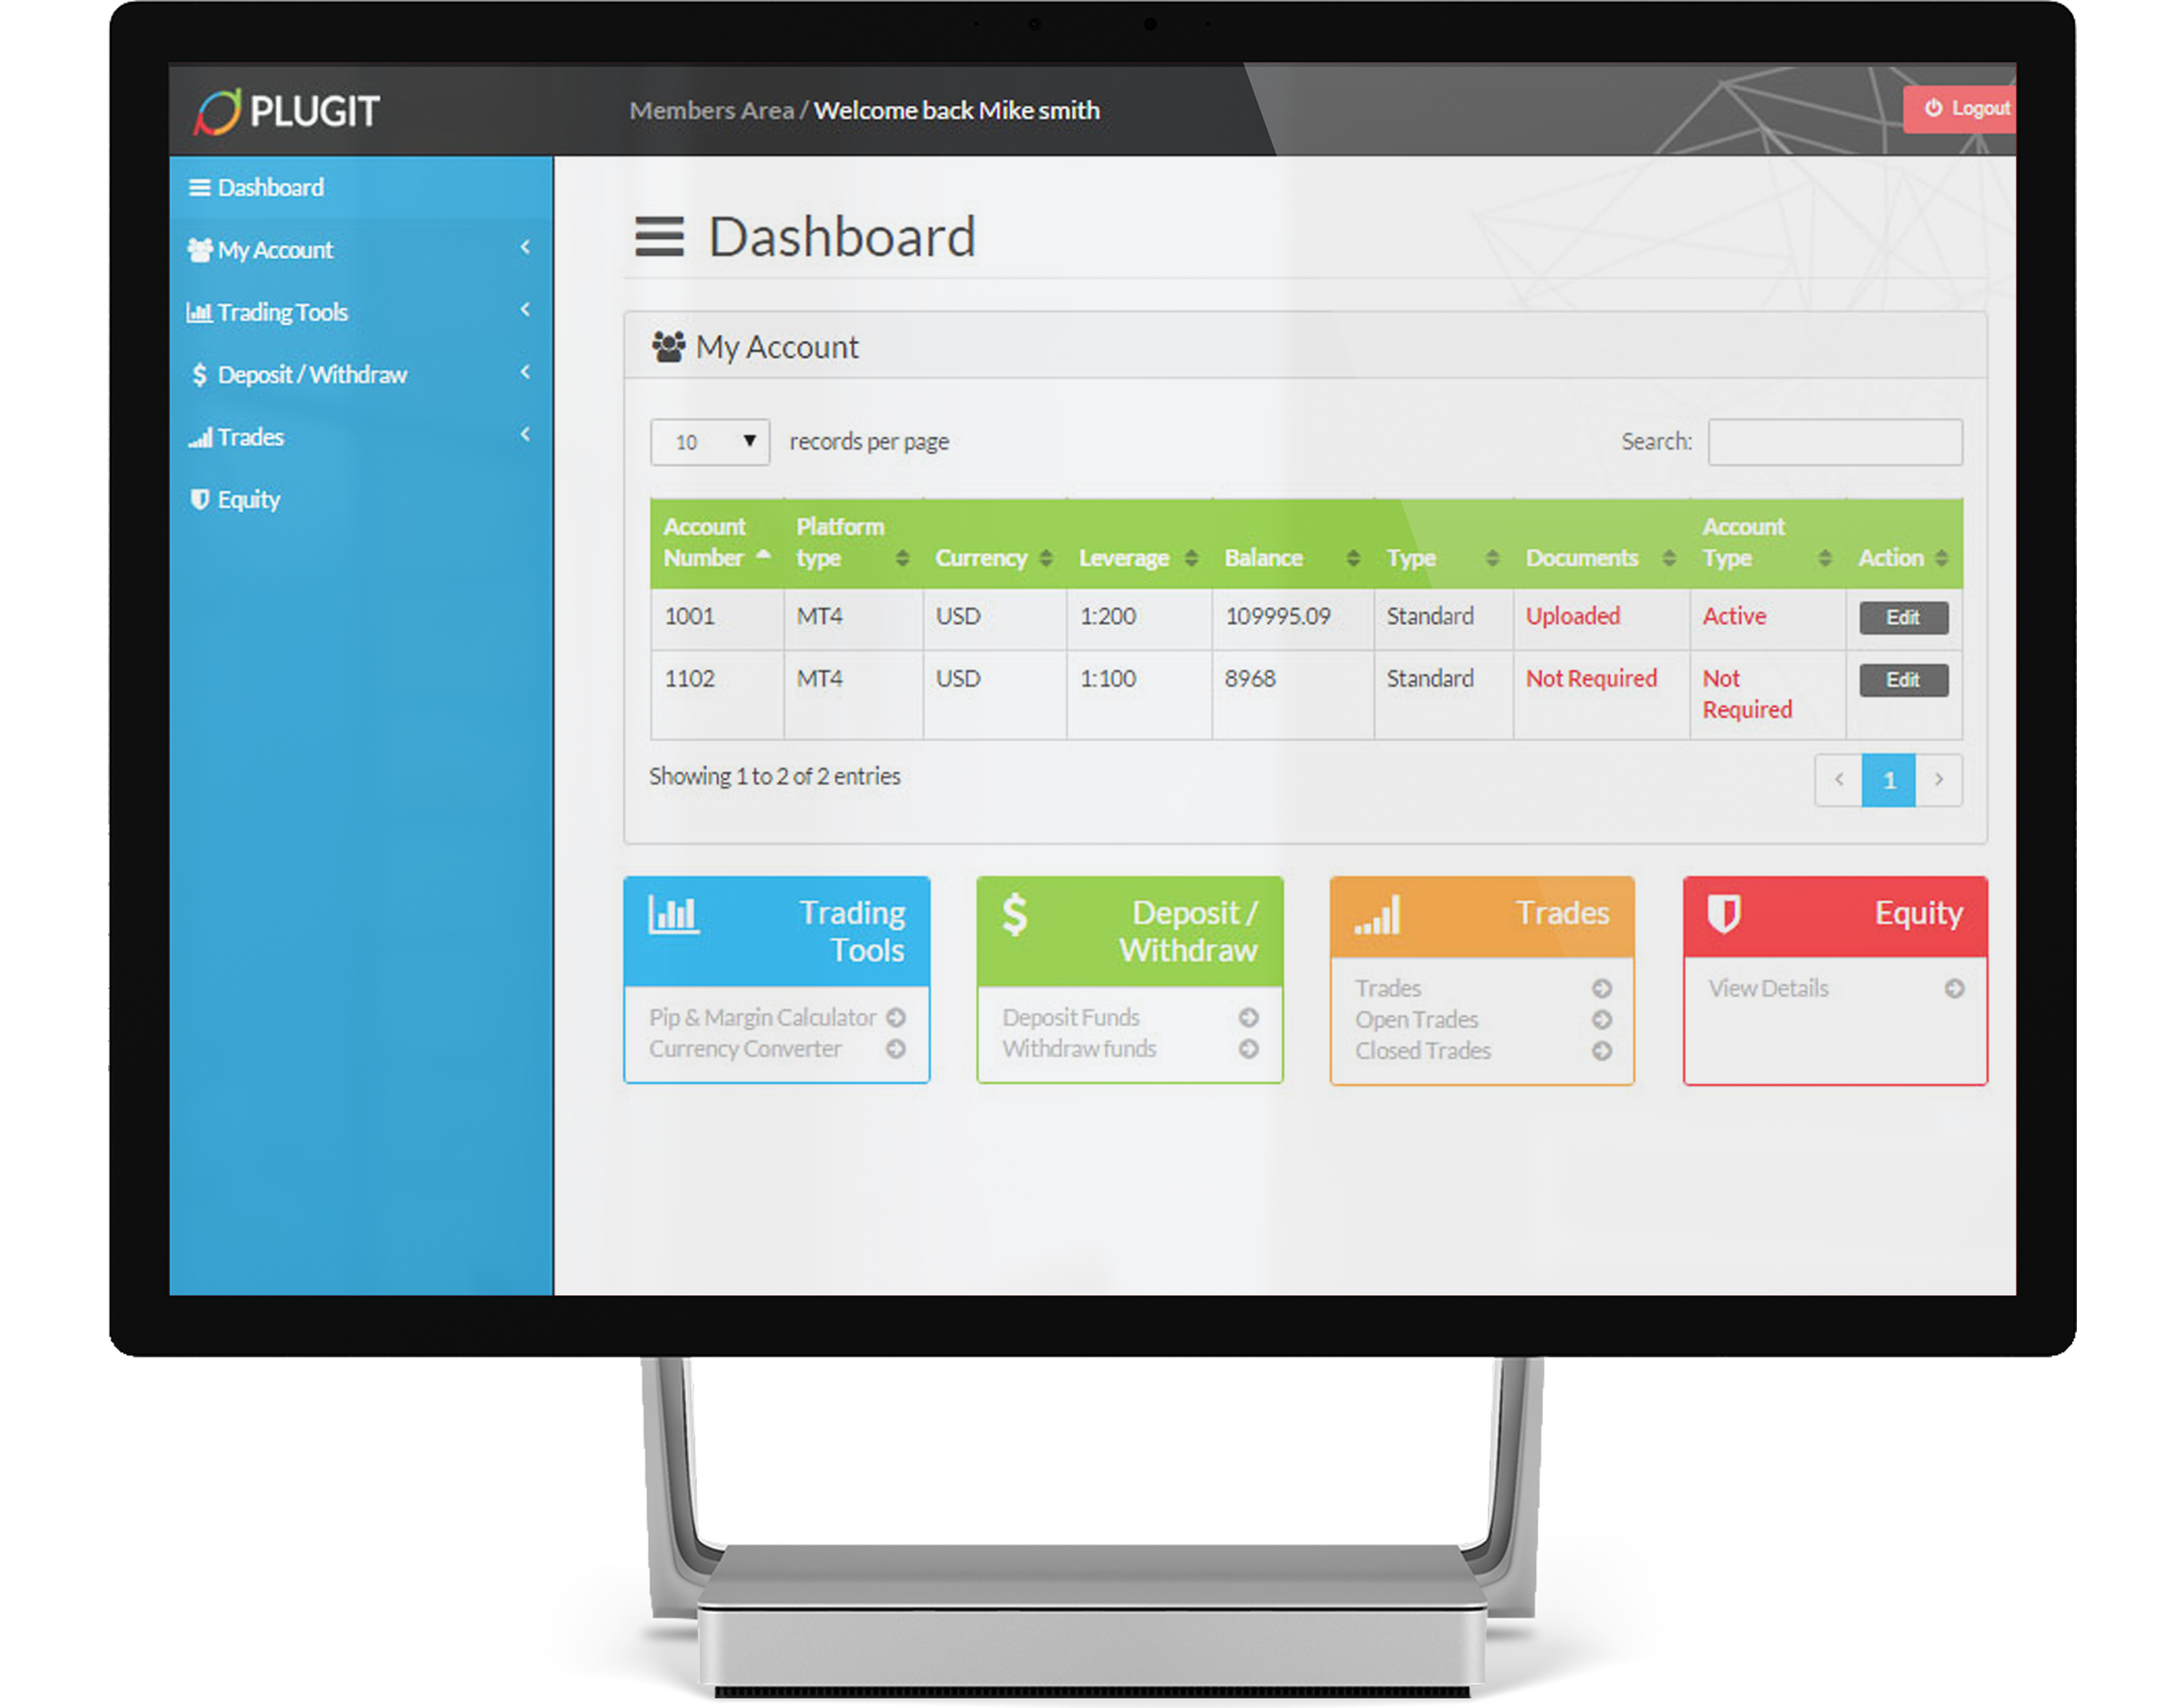 PLUGIT
Members Area / Welcome back Mike smith
Logout
Dashboard
My Account
Trading Tools
Deposit / Withdraw
Trades
Equity
Dashboard
My Account
10 records per page
Search:
Account Number Platform type Currency Leverage Balance Type Documents Account Type Action
1001 MT4 USD 1:200 109995.09 Standard Uploaded Active Edit
1102 MT4 USD 1:100 8968 Standard Not Required Not Required Edit
Showing 1 to 2 of 2 entries
1
Trading
Tools
Pip & Margin Calculator
Currency Converter
Deposit /
Withdraw
Deposit Funds
Withdraw funds
Trades
Trades
Open Trades
Closed Trades
Equity
View Details